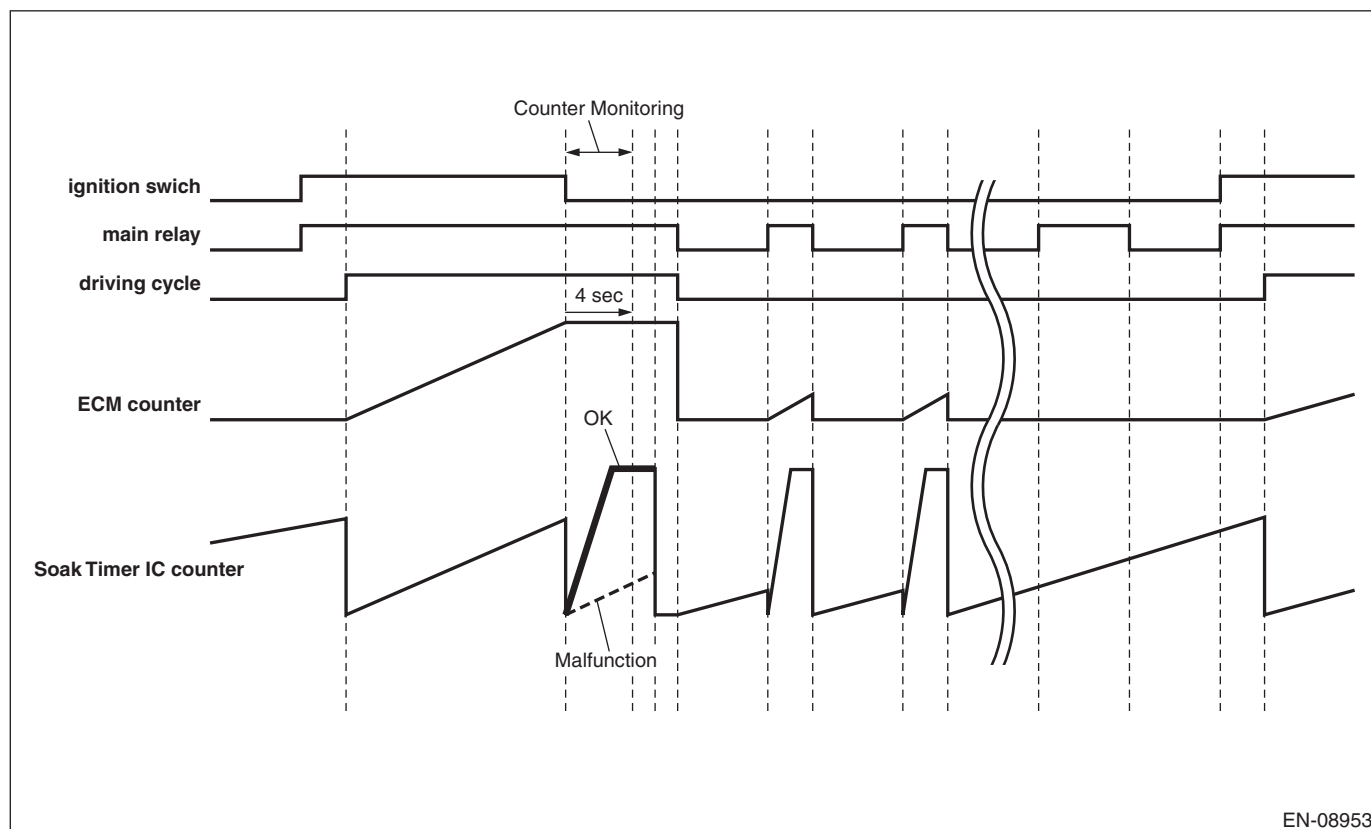 Counter Monitoring
ignition swich
main relay
driving cycle
4 sec
ECM counter
OK
Soak Timer IC counter
Malfunction
EN-08953